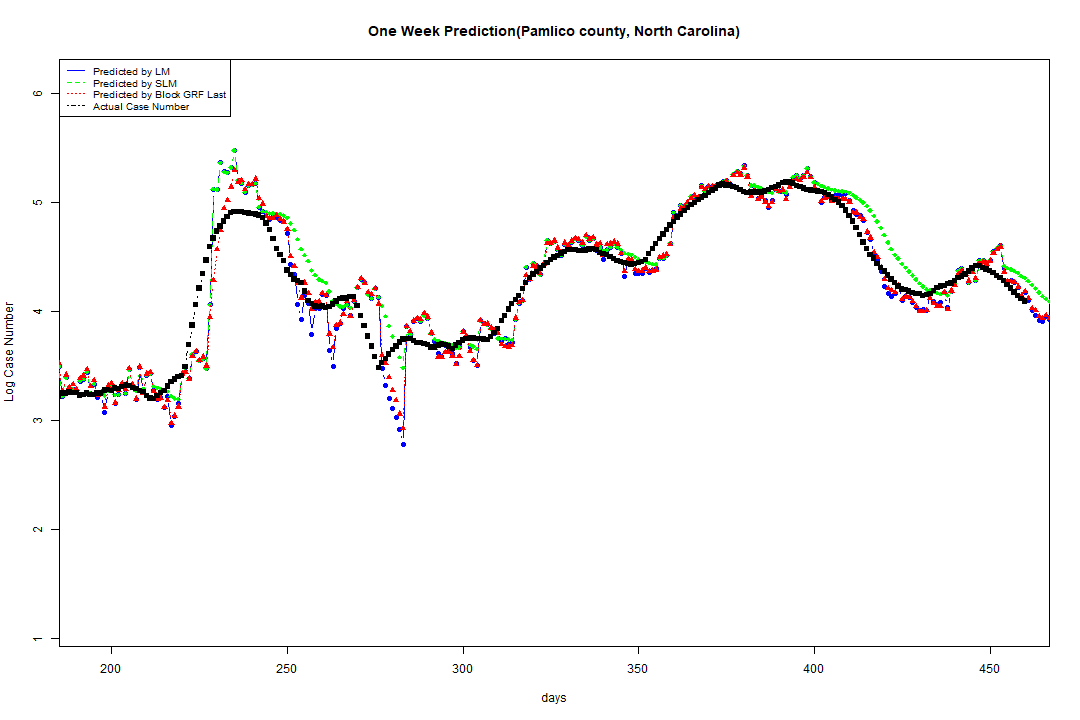 One Week Prediction(Pamlico county, North Carolina)
Predicted by LM
Predicted by SLM
Predicted by Block GRF Last
Actual Case Number
6
5
4
3
2
1
Log Case Number
200 250 300 350 400 450
days